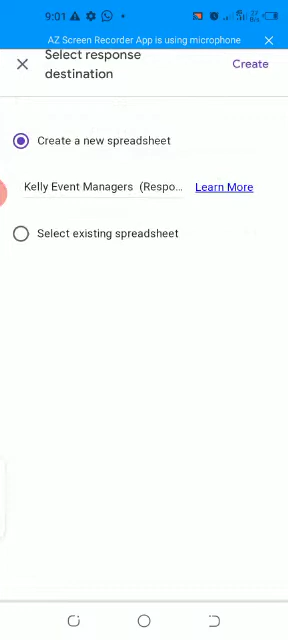 9:01
AZ Screen Recorder App is using microphone
Select response
destination
Create
Create a new spreadsheet
Kelly Event Managers (Respo...
Learn More
Select existing spreadsheet